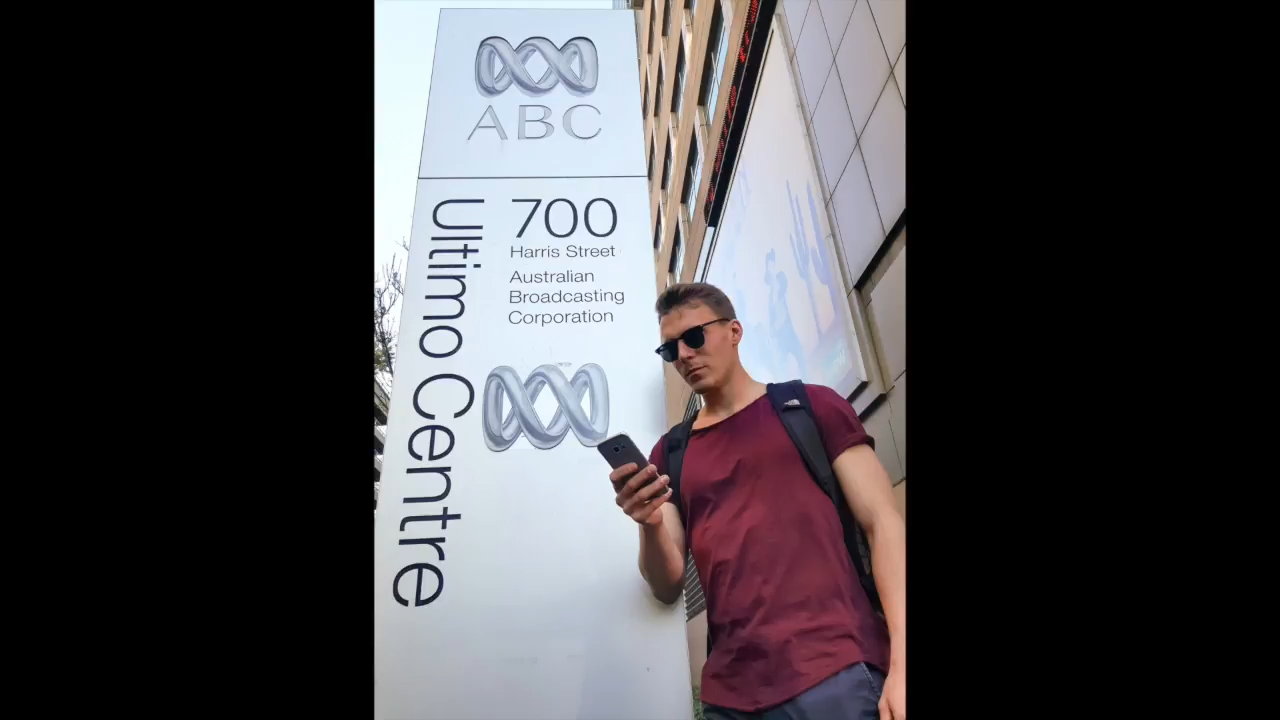 ABC
700
Harris Street
Australian
Broadcasting
Corporation
Ultimo Centre